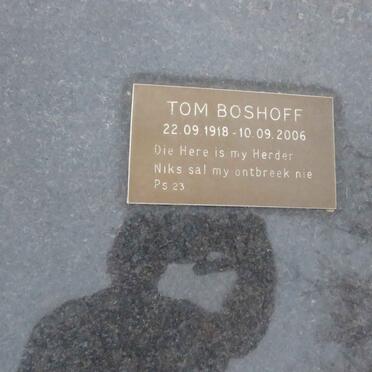 TOM BOSHOFF
22.09.1918 - 10.09.2006
Die Here is my Herder
Niks sal my ontbreek nie
Ps 23